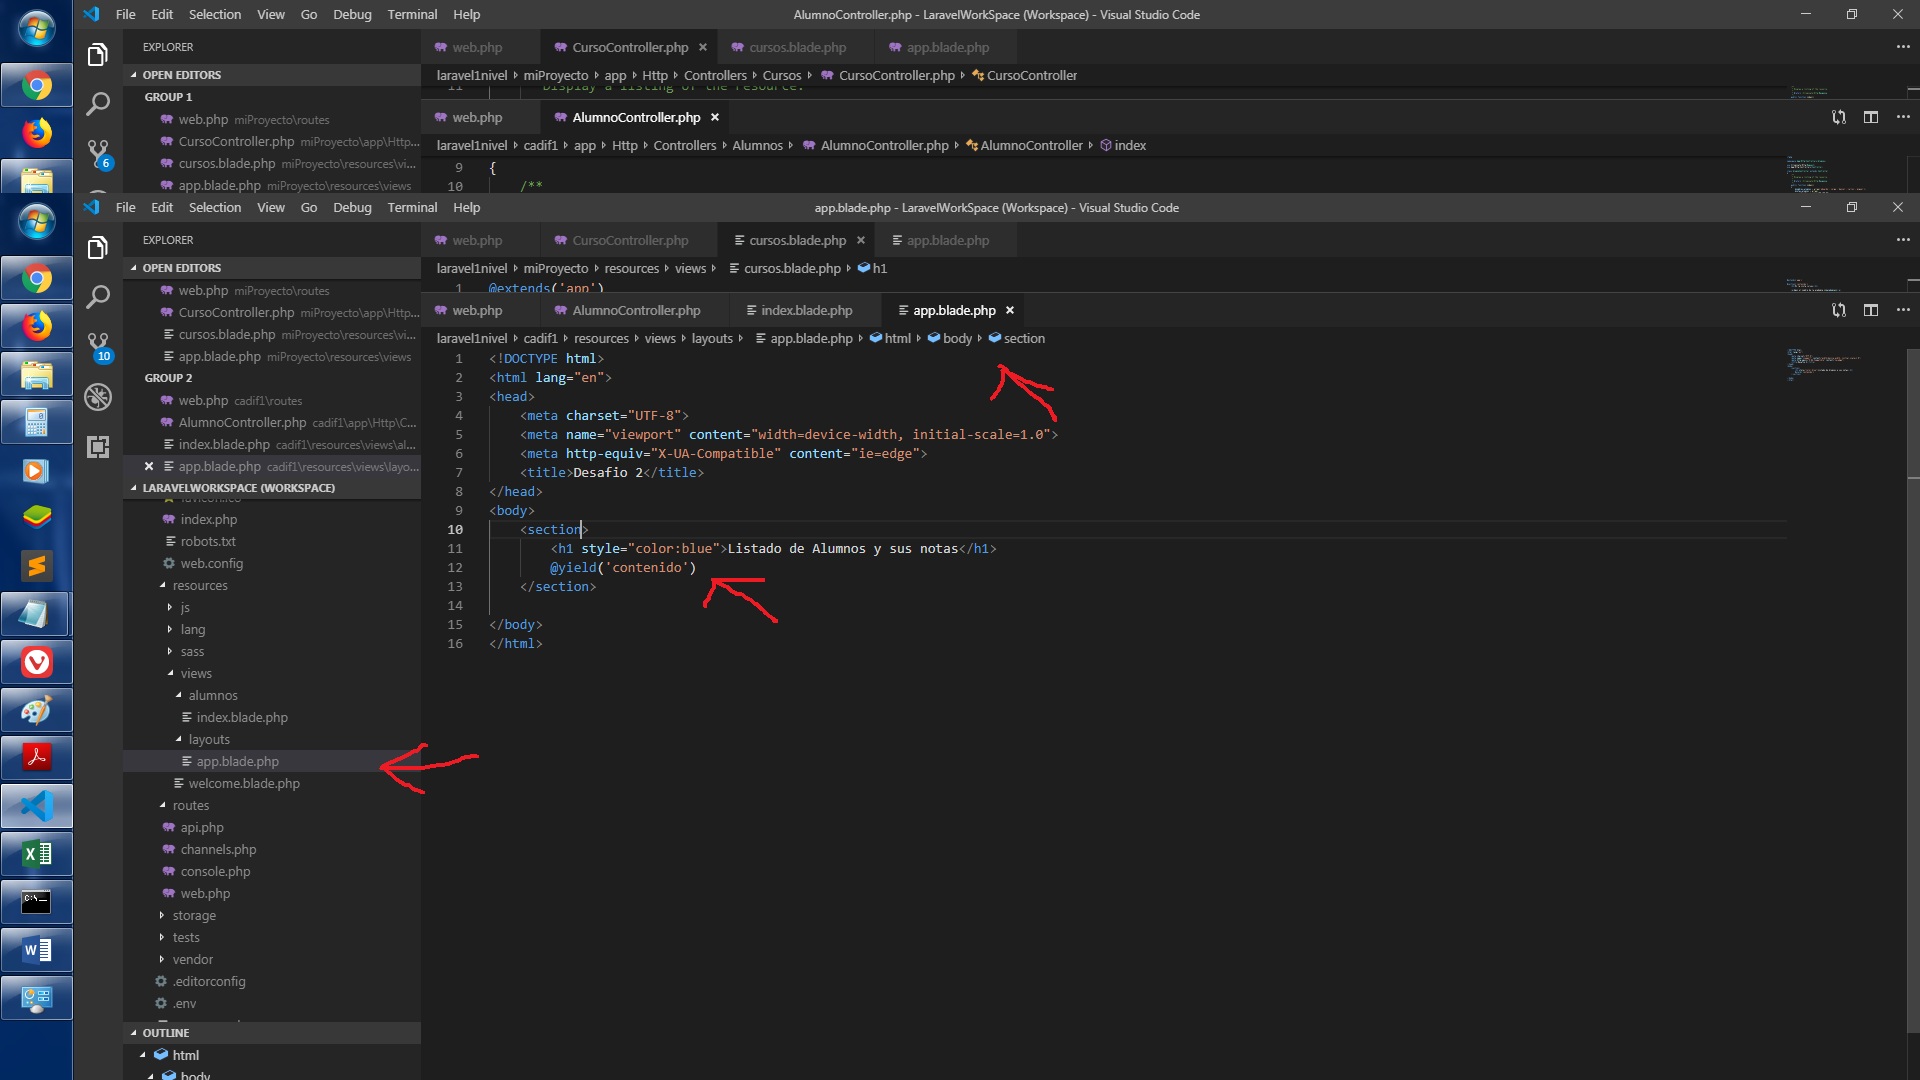 File Edit Selection View Go Debug Terminal Help
AlumnoController.php - LaravelWorkSpace (Workspace) - Visual Studio Code
EXPLORER
web.php CursoController.php cursos.blade.php app.blade.php
OPEN EDITORS
laravel1nivel miProyecto app Http Controllers Cursos CursoController.php CursoController
11 Display a listing of the resource.
GROUP 1
web.php miProyecto\routes
CursoController.php miProyecto\app\Http...
cursos.blade.php miProyecto\resources\vi...
app.blade.php miProyecto\resources\views
6
web.php AlumnoController.php
laravel1nivel cadif1 app Http Controllers Alumnos AlumnoController.php AlumnoController index
9 {
10 /**
File Edit Selection View Go Debug Terminal Help
app.blade.php - LaravelWorkSpace (Workspace) - Visual Studio Code
EXPLORER
OPEN EDITORS
web.php miProyecto\routes
CursoController.php miProyecto\app\Http...
cursos.blade.php miProyecto\resources\vi...
app.blade.php miProyecto\resources\views
GROUP 2
web.php cadif1\routes
AlumnoController.php cadif1\app\Http\C...
index.blade.php cadif1\resources\views\al...
app.blade.php cadif1\resources\views\layo...
10
LARAVELWORKSPACE (WORKSPACE)
favicon.ico
index.php
robots.txt
web.config
resources
js
lang
sass
views
alumnos
index.blade.php
layouts
app.blade.php
welcome.blade.php
routes
api.php
channels.php
console.php
web.php
storage
tests
vendor
.editorconfig
.env
OUTLINE
html
body
web.php CursoController.php cursos.blade.php app.blade.php
laravel1nivel miProyecto resources views cursos.blade.php h1
1 @extends('app')
web.php AlumnoController.php index.blade.php app.blade.php
laravel1nivel cadif1 resources views layouts app.blade.php html body section
1 <!DOCTYPE html>
2 <html lang="en">
3 <head>
4 <meta charset="UTF-8">
5 <meta name="viewport" content="width=device-width, initial-scale=1.0">
6 <meta http-equiv="X-UA-Compatible" content="ie=edge">
7 <title>Desafio 2</title>
8 </head>
9 <body>
10 <section>
11 <h1 style="color:blue">Listado de Alumnos y sus notas</h1>
12 @yield('contenido')
13 </section>
14
15 </body>
16 </html>